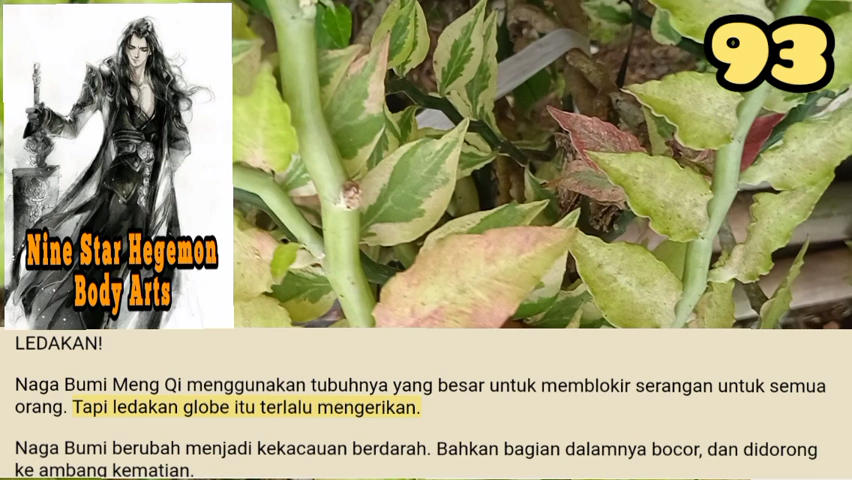 93
Nine Star Hegemon
Body Arts
LEDAKAN!
Naga Bumi Meng Qi menggunakan tubuhnya yang besar untuk memblokir serangan untuk semua
orang. Tapi ledakan globe itu terlalu mengerikan.
Naga Bumi berubah menjadi kekacauan berdarah. Bahkan bagian dalamnya bocor, dan didorong
ke ambang kematian.